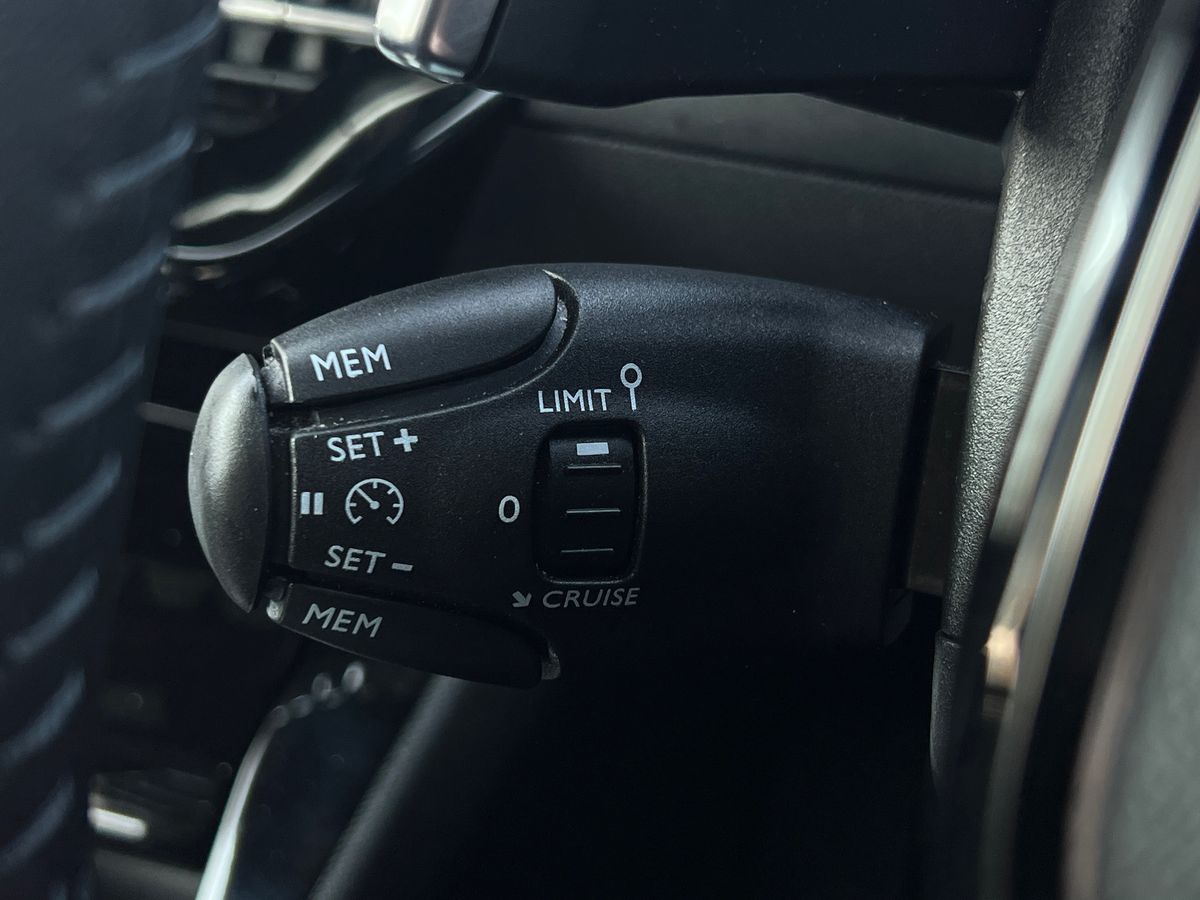 MEM
LIMIT
SET +
0
SET -
CRUISE
MEM